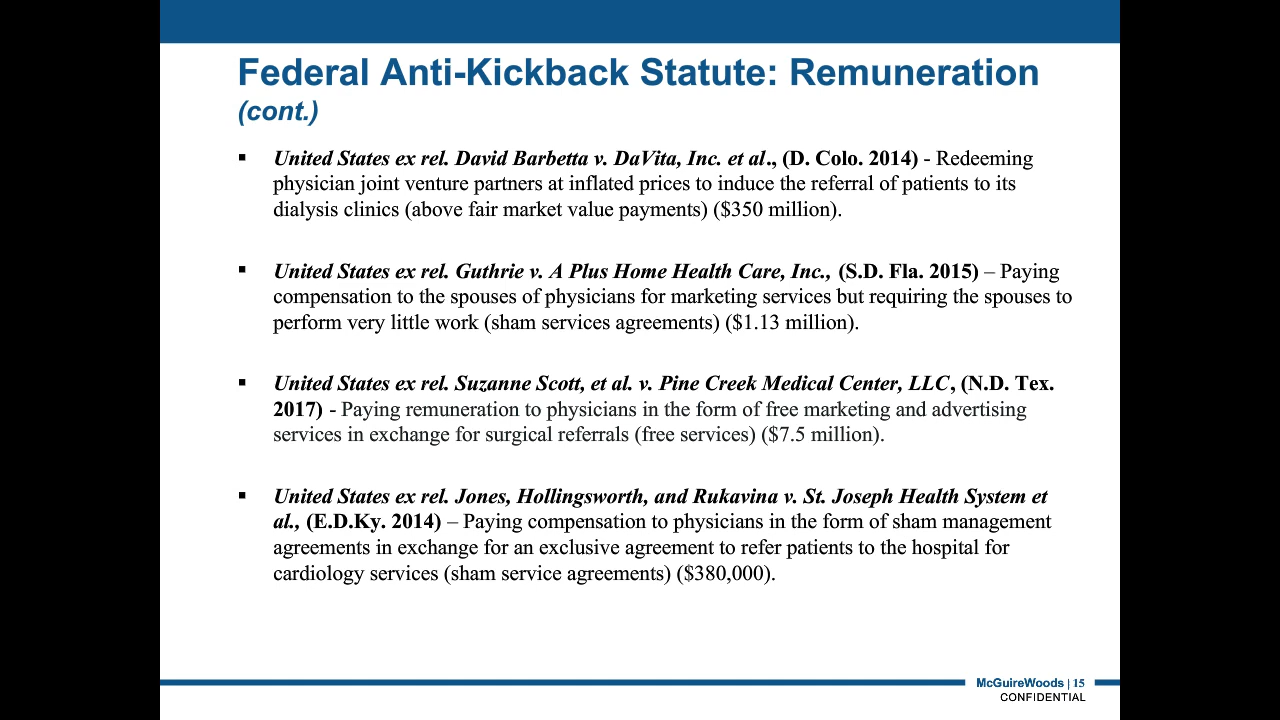 Federal Anti-Kickback Statute: Remuneration
(cont.)
▪ United States ex rel. David Barbetta v. DaVita, Inc. et al., (D. Colo. 2014) - Redeeming
physician joint venture partners at inflated prices to induce the referral of patients to its
dialysis clinics (above fair market value payments) ($350 million).
▪ United States ex rel. Guthrie v. A Plus Home Health Care, Inc., (S.D. Fla. 2015) – Paying
compensation to the spouses of physicians for marketing services but requiring the spouses to
perform very little work (sham services agreements) ($1.13 million).
▪ United States ex rel. Suzanne Scott, et al. v. Pine Creek Medical Center, LLC, (N.D. Tex.
2017) - Paying remuneration to physicians in the form of free marketing and advertising
services in exchange for surgical referrals (free services) ($7.5 million).
▪ United States ex rel. Jones, Hollingsworth, and Rukavina v. St. Joseph Health System et
al., (E.D.Ky. 2014) – Paying compensation to physicians in the form of sham management
agreements in exchange for an exclusive agreement to refer patients to the hospital for
cardiology services (sham service agreements) ($380,000).
McGuireWoods | 15
CONFIDENTIAL